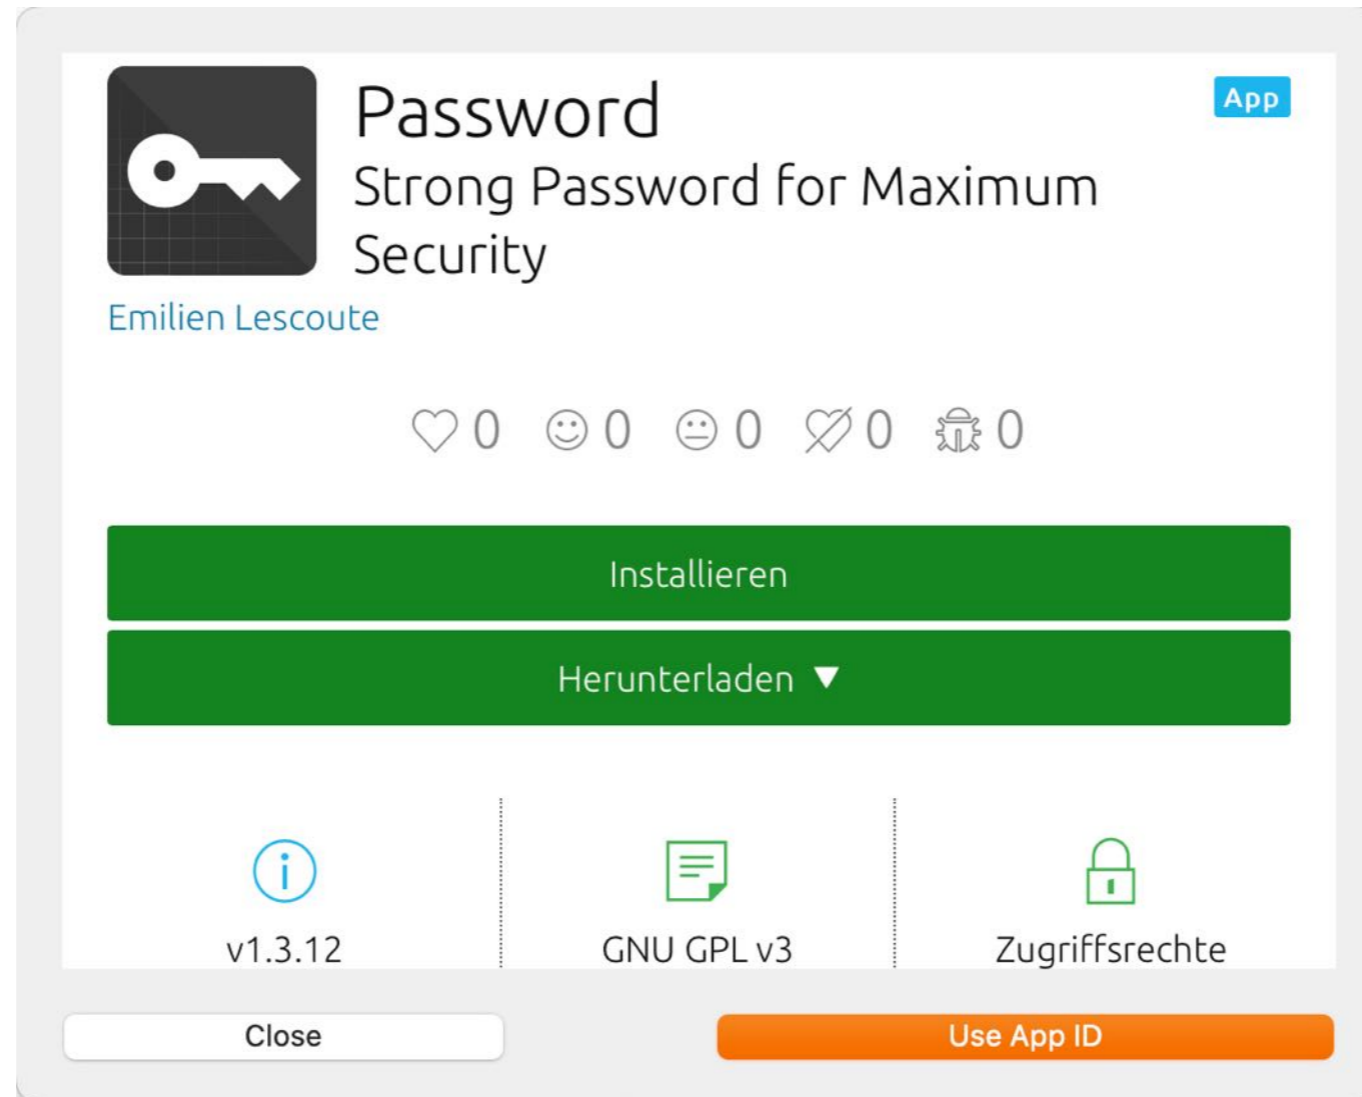 Password
App
Strong Password for Maximum
Security
Emilien Lescoute
0 0 0 0 0
Installieren
Herunterladen ▼
v1.3.12
GNU GPL v3
Zugriffsrechte
Close
Use App ID